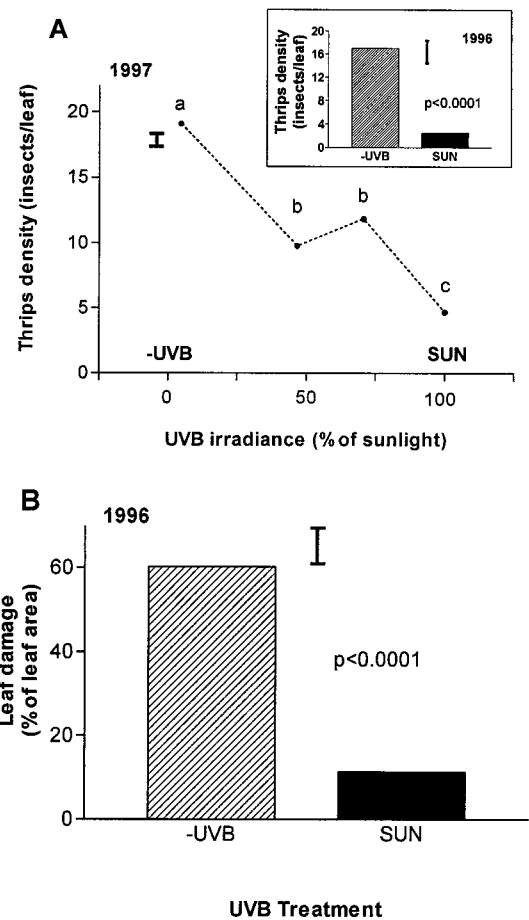 A
1997
Thrips density (insects/leaf)
20
15
10
5
0
a
b
b
c
-UVB
SUN
0
50
100
UVB irradiance (% of sunlight)
Thrips density
(insects/leaf)
20
16
12
8
4
0
1996
p<0.0001
-UVB
SUN
B
1996
Leaf damage
(% of leaf area)
60
40
20
0
p<0.0001
-UVB
SUN
UVB Treatment